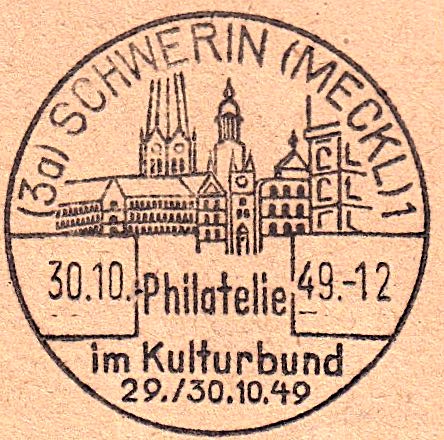 (3a) SCHWERIN (MECKL) 1
30.10.-Philatelie 49.-12
im Kulturbund
29./30.10.49